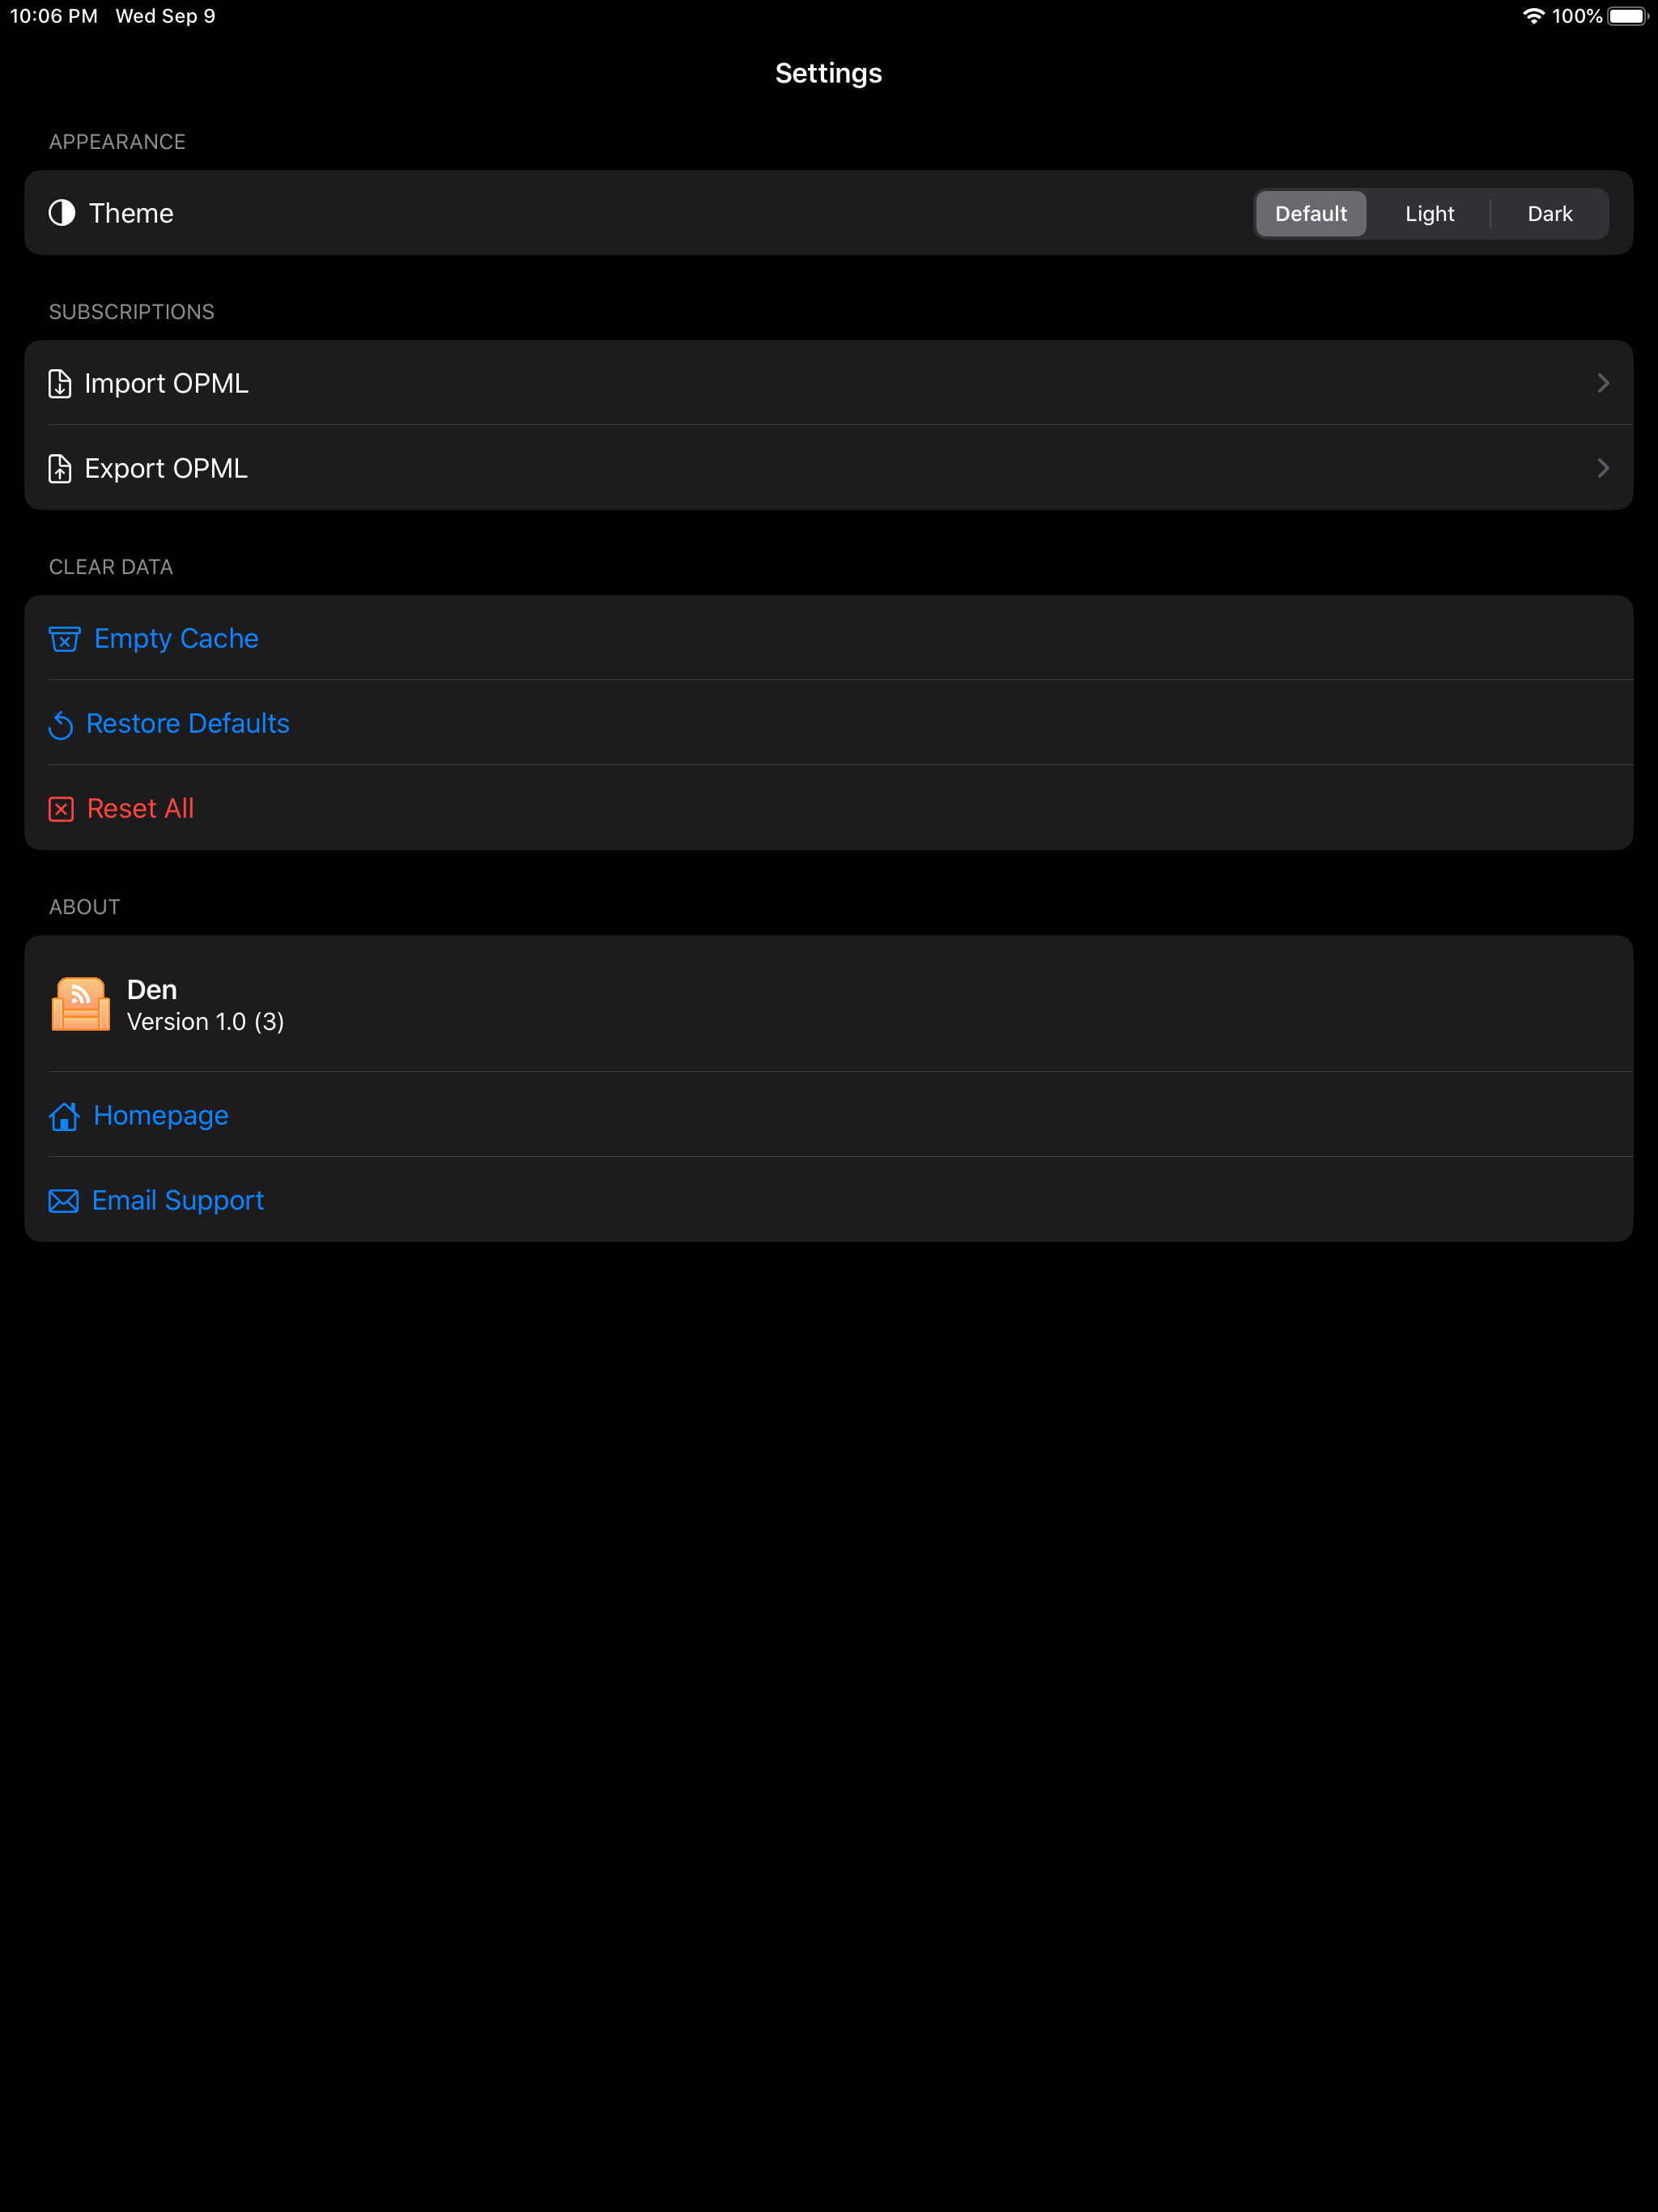 10:06 PM Wed Sep 9 100%
Settings
APPEARANCE
Theme Default Light Dark
SUBSCRIPTIONS
Import OPML
Export OPML
CLEAR DATA
Empty Cache
Restore Defaults
Reset All
ABOUT
Den
Version 1.0 (3)
Homepage
Email Support